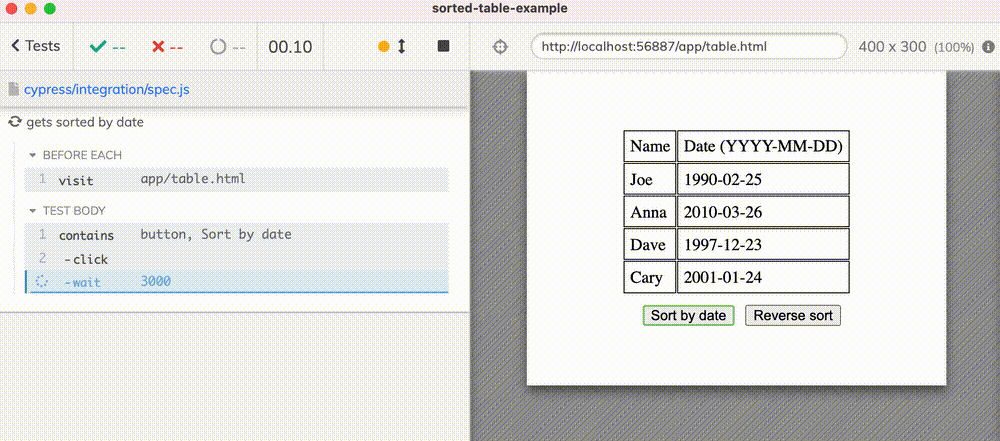 sorted-table-example
Tests
--
--
--
00.10
http://localhost:56887/app/table.html
400 x 300 (100%)
cypress/integration/spec.js
gets sorted by date
BEFORE EACH
1 visit app/table.html
TEST BODY
1 contains button, Sort by date
2 -click
-wait 3000
Name Date (YYYY-MM-DD)
Joe 1990-02-25
Anna 2010-03-26
Dave 1997-12-23
Cary 2001-01-24
Sort by date Reverse sort